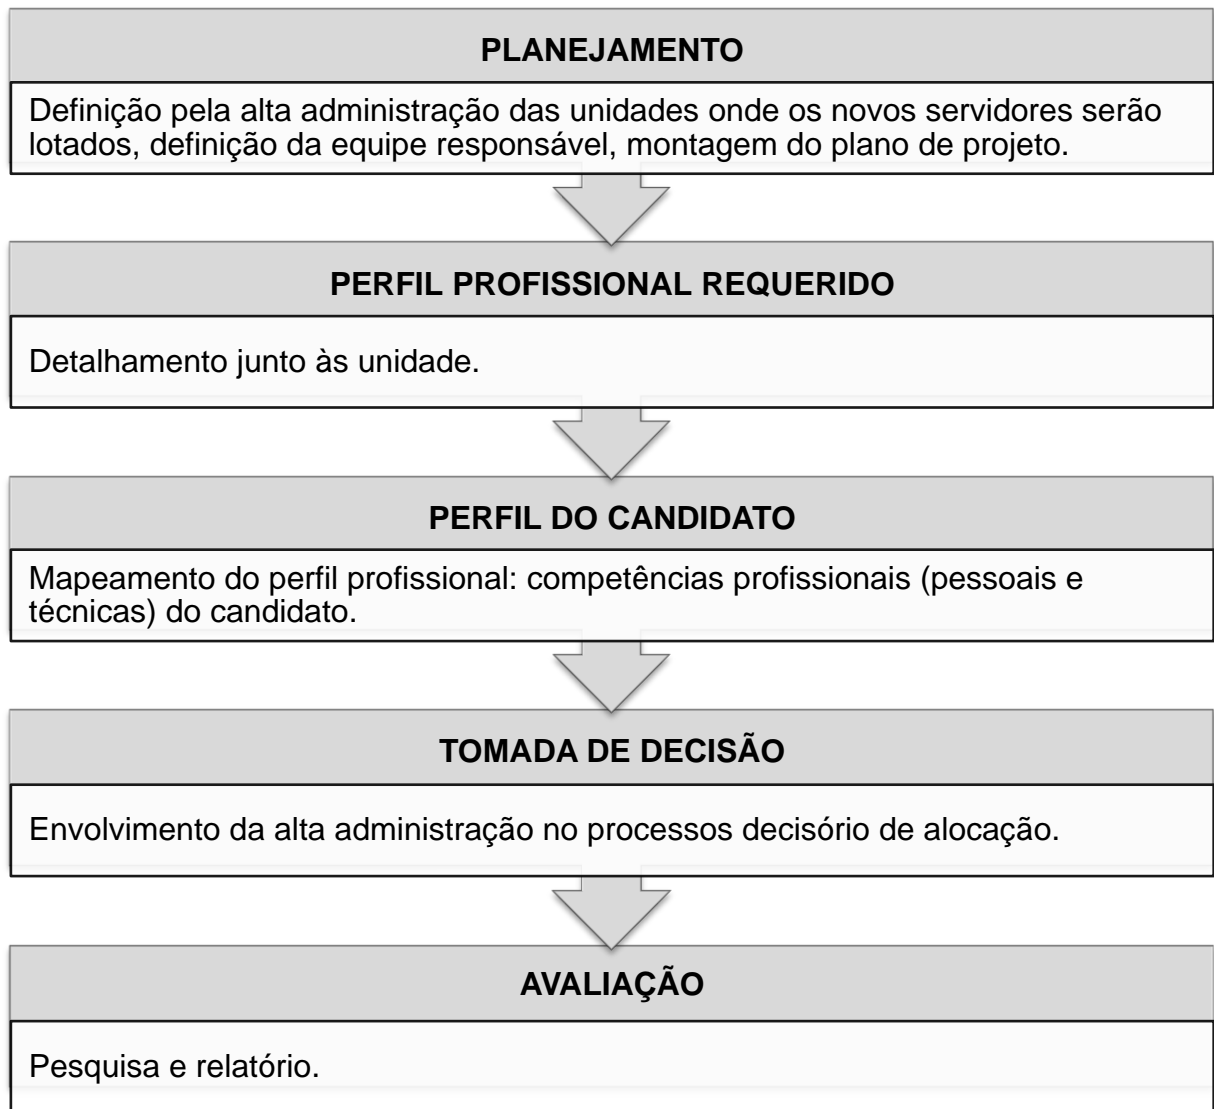 PLANEJAMENTO
Definição pela alta administração das unidades onde os novos servidores serão
lotados, definição da equipe responsável, montagem do plano de projeto.
PERFIL PROFISSIONAL REQUERIDO
Detalhamento junto às unidade.
PERFIL DO CANDIDATO
Mapeamento do perfil profissional: competências profissionais (pessoais e
técnicas) do candidato.
TOMADA DE DECISÃO
Envolvimento da alta administração no processos decisório de alocação.
AVALIAÇÃO
Pesquisa e relatório.